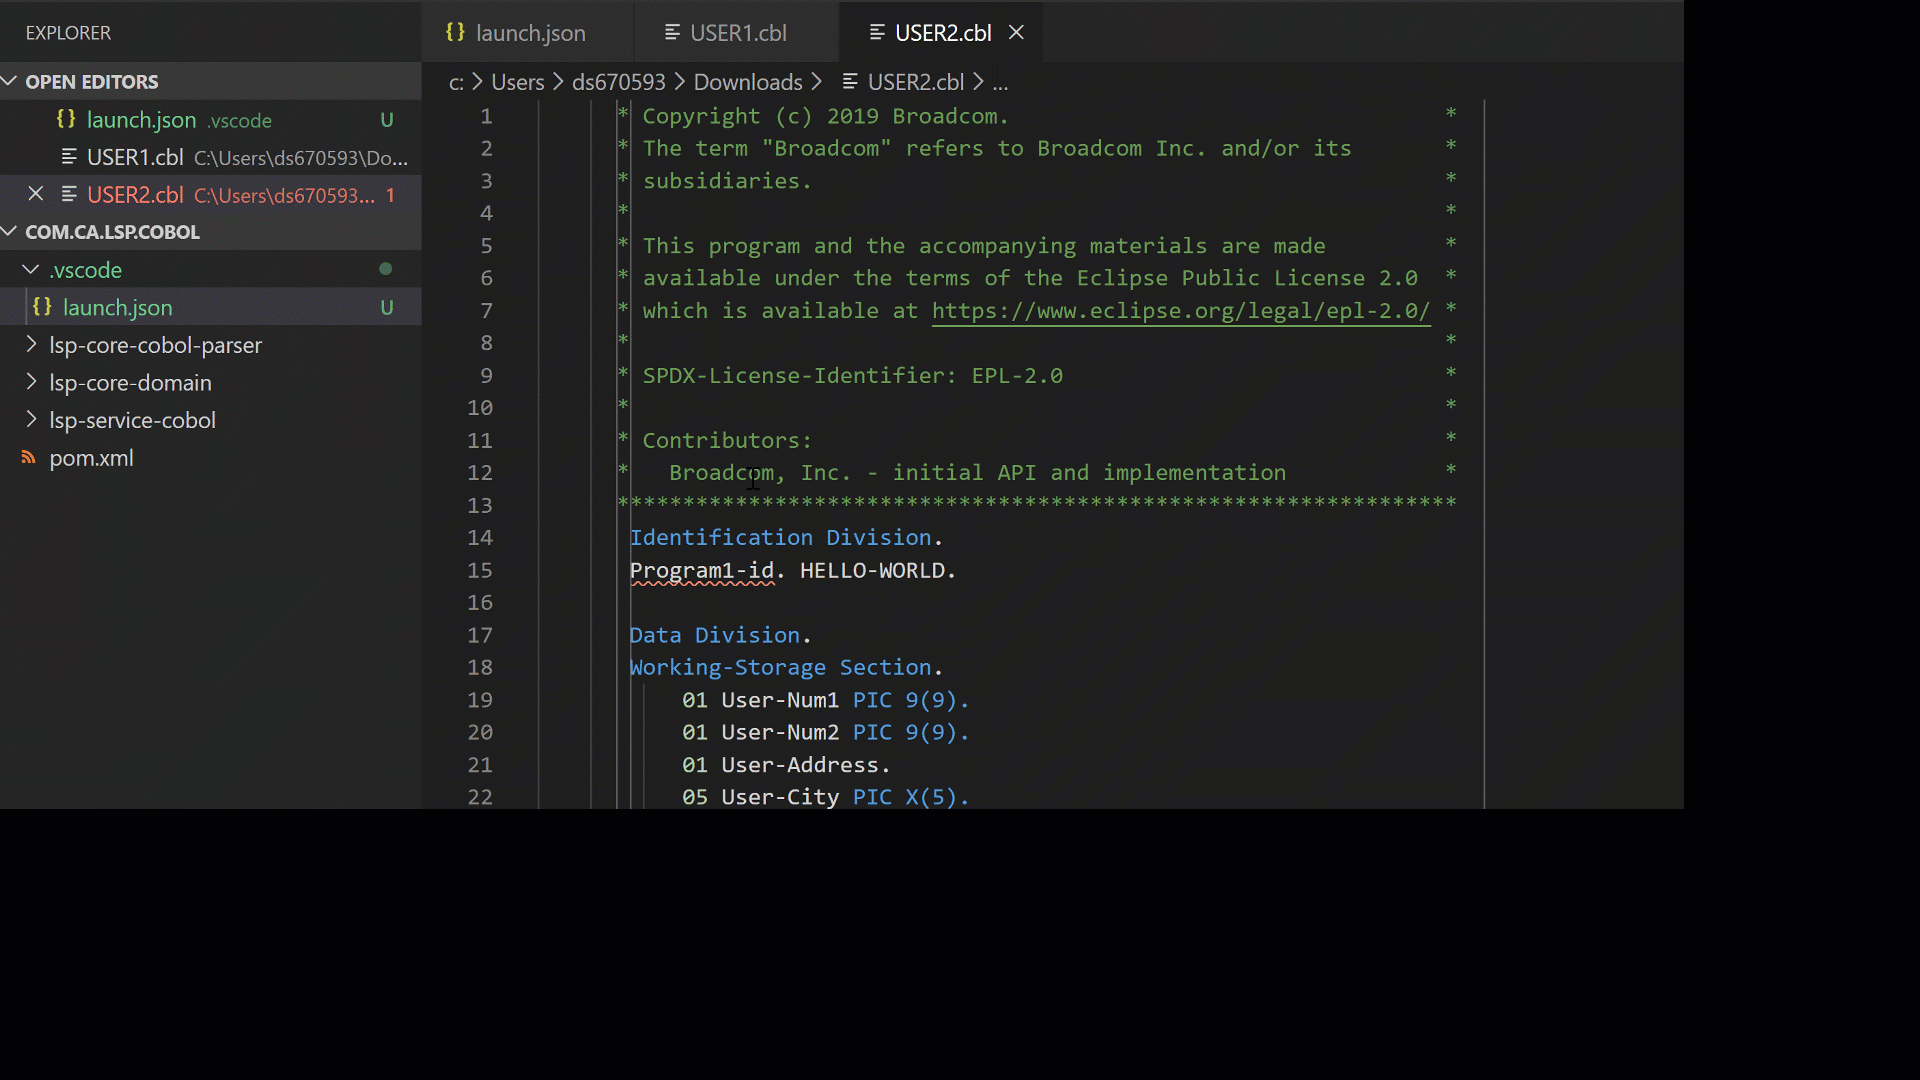 EXPLORER
OPEN EDITORS
{} launch.json .vscode U
USER1.cbl C:\Users\ds670593\Do...
USER2.cbl C:\Users\ds670593... 1
COM.CA.LSP.COBOL
.vscode
{} launch.json U
lsp-core-cobol-parser
lsp-core-domain
lsp-service-cobol
pom.xml
{} launch.json USER1.cbl USER2.cbl
c: > Users > ds670593 > Downloads > USER2.cbl > ...
1 * Copyright (c) 2019 Broadcom. *
2 * The term "Broadcom" refers to Broadcom Inc. and/or its *
3 * subsidiaries. *
4 * *
5 * This program and the accompanying materials are made *
6 * available under the terms of the Eclipse Public License 2.0 *
7 * which is available at https://www.eclipse.org/legal/epl-2.0/ *
8 * *
9 * SPDX-License-Identifier: EPL-2.0 *
10 * *
11 * Contributors: *
12 * Broadcom, Inc. - initial API and implementation *
13 ****************************************************************
14 Identification Division.
15 Program1-id. HELLO-WORLD.
16
17 Data Division.
18 Working-Storage Section.
19 01 User-Num1 PIC 9(9).
20 01 User-Num2 PIC 9(9).
21 01 User-Address.
22 05 User-City PIC X(5).